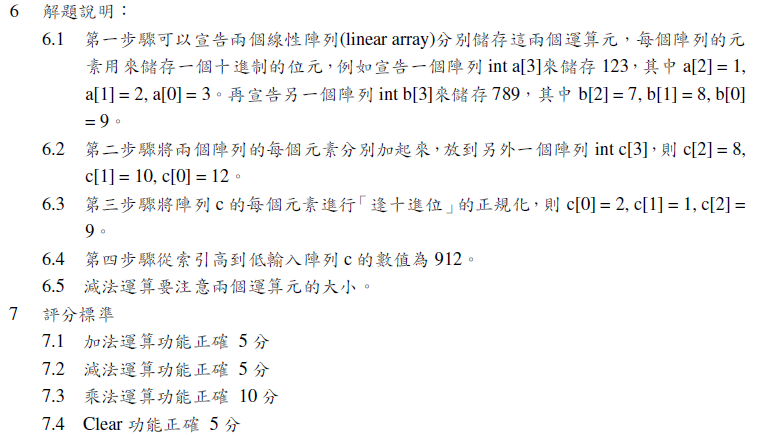 6 解題說明：
6.1 第一步驟可以宣告兩個線性陣列(linear array)分別儲存這兩個運算元，每個陣列的元
素用來儲存一個十進制的位元，例如宣告一個陣列 int a[3]來儲存 123，其中 a[2] = 1,
a[1] = 2, a[0] = 3。再宣告另一個陣列 int b[3]來儲存 789，其中 b[2] = 7, b[1] = 8, b[0]
= 9。
6.2 第二步驟將兩個陣列的每個元素分別加起來，放到另外一個陣列 int c[3]，則 c[2] = 8,
c[1] = 10, c[0] = 12。
6.3 第三步驟將陣列 c 的每個元素進行「逢十進位」的正規化，則 c[0] = 2, c[1] = 1, c[2] =
9。
6.4 第四步驟從索引高到低輸入陣列 c 的數值為 912。
6.5 減法運算要注意兩個運算元的大小。
7 評分標準
7.1 加法運算功能正確 5 分
7.2 減法運算功能正確 5 分
7.3 乘法運算功能正確 10 分
7.4 Clear 功能正確 5 分